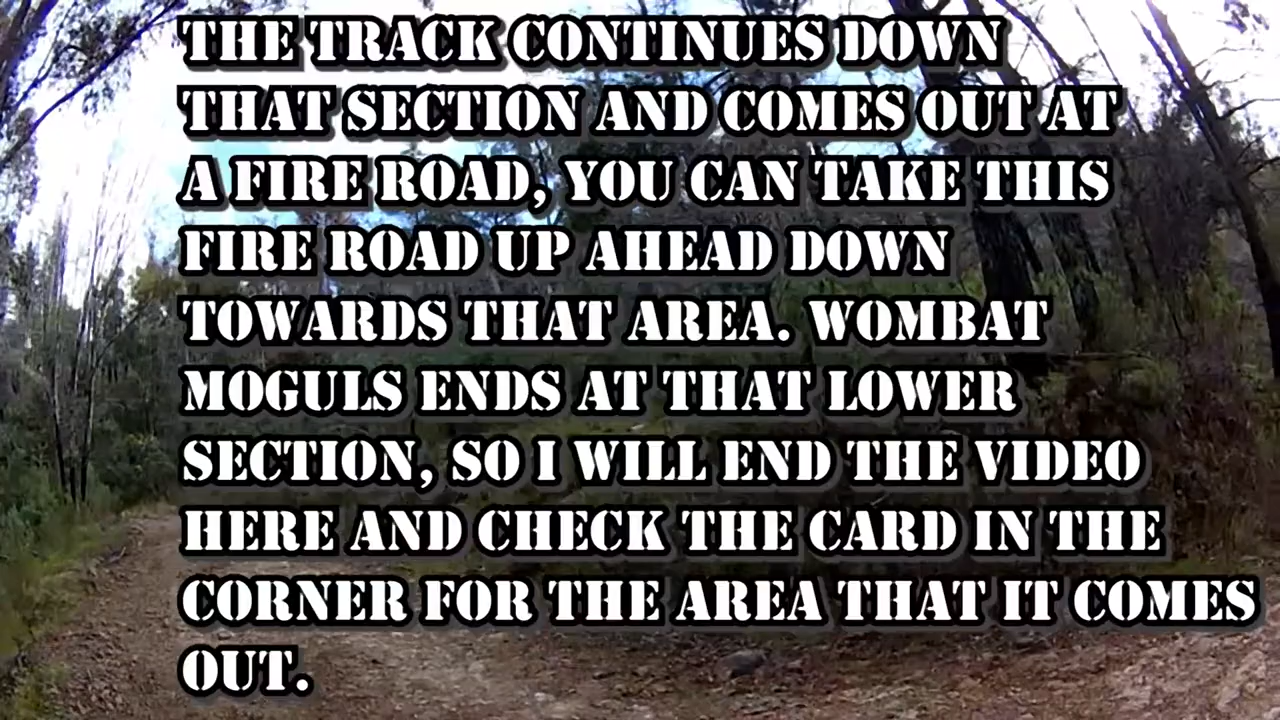 THE TRACK CONTINUES DOWN
THAT SECTION AND COMES OUT AT
A FIRE ROAD, YOU CAN TAKE THIS
FIRE ROAD UP AHEAD DOWN
TOWARDS THAT AREA. WOMBAT
MOGULS ENDS AT THAT LOWER
SECTION, SO I WILL END THE VIDEO
HERE AND CHECK THE CARD IN THE
CORNER FOR THE AREA THAT IT COMES
OUT.